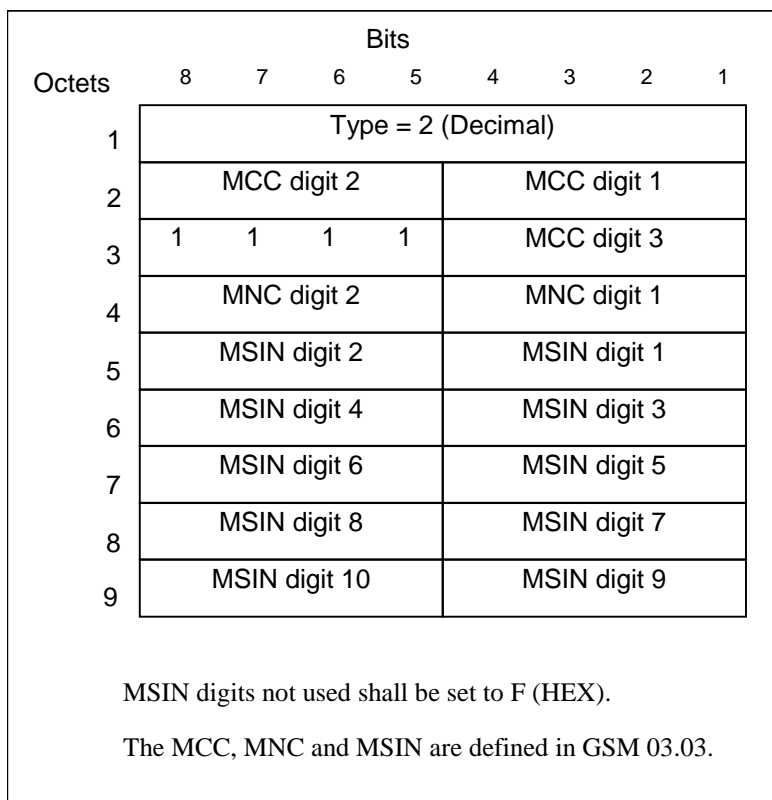 Bits
Octets 8 7 6 5 4 3 2 1
1 Type = 2 (Decimal)
2 MCC digit 2 MCC digit 1
3 1 1 1 1 MCC digit 3
4 MNC digit 2 MNC digit 1
5 MSIN digit 2 MSIN digit 1
6 MSIN digit 4 MSIN digit 3
7 MSIN digit 6 MSIN digit 5
8 MSIN digit 8 MSIN digit 7
9 MSIN digit 10 MSIN digit 9
MSIN digits not used shall be set to F (HEX).
The MCC, MNC and MSIN are defined in GSM 03.03.